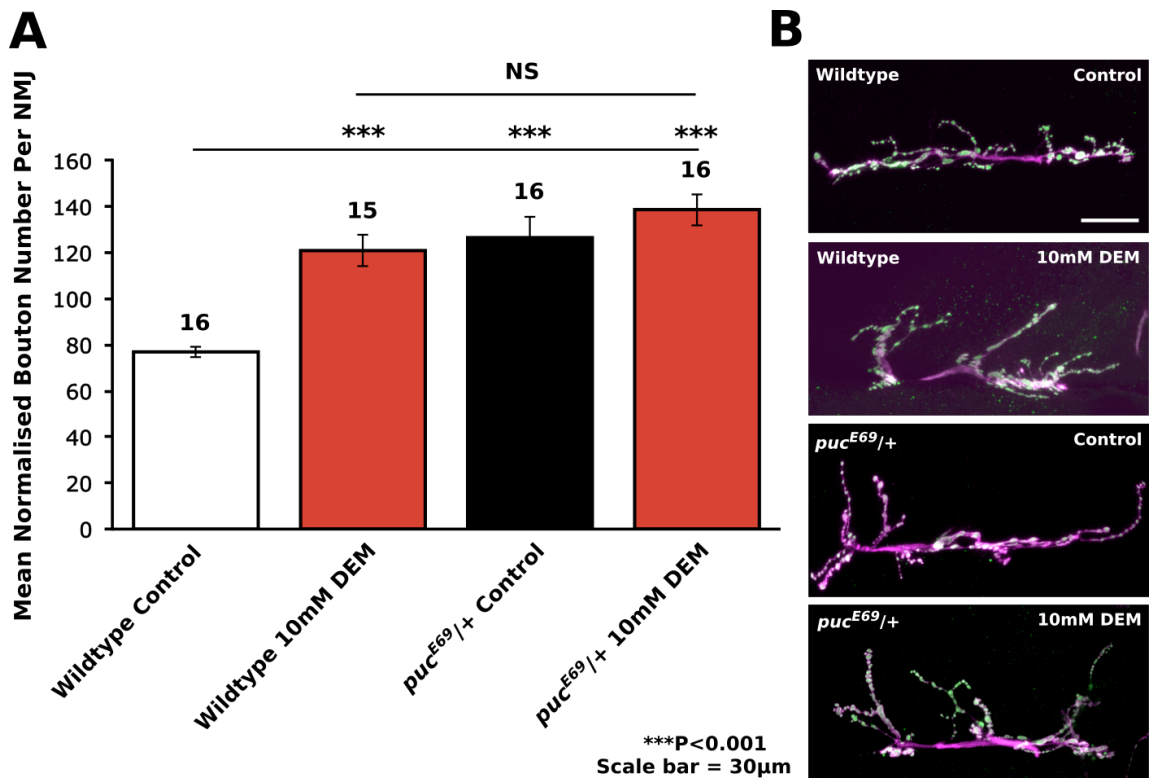 A
Mean Normalised Bouton Number Per NMJ
NS
*** *** ***
160
140
120
100
80
60
40
20
0
16
15
16
16
Wildtype Control
Wildtype 10mM DEM
puc^E69/+ Control
puc^E69/+ 10mM DEM
***P<0.001
Scale bar = 30µm
B
Wildtype Control
Wildtype 10mM DEM
puc^E69/+ Control
puc^E69/+ 10mM DEM